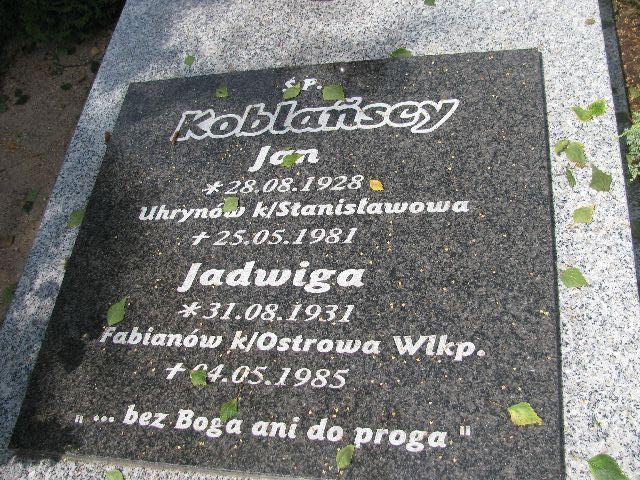 Ś P.
Koblańscy
Jan
*28.08.1928
Uhrynów k/Stanisławowa
+25.05.1981
Jadwiga
*31.08.1931
Fabianów k/Ostrowa Wlkp.
+04.05.1985
„ ... bez Boga ani do proga "